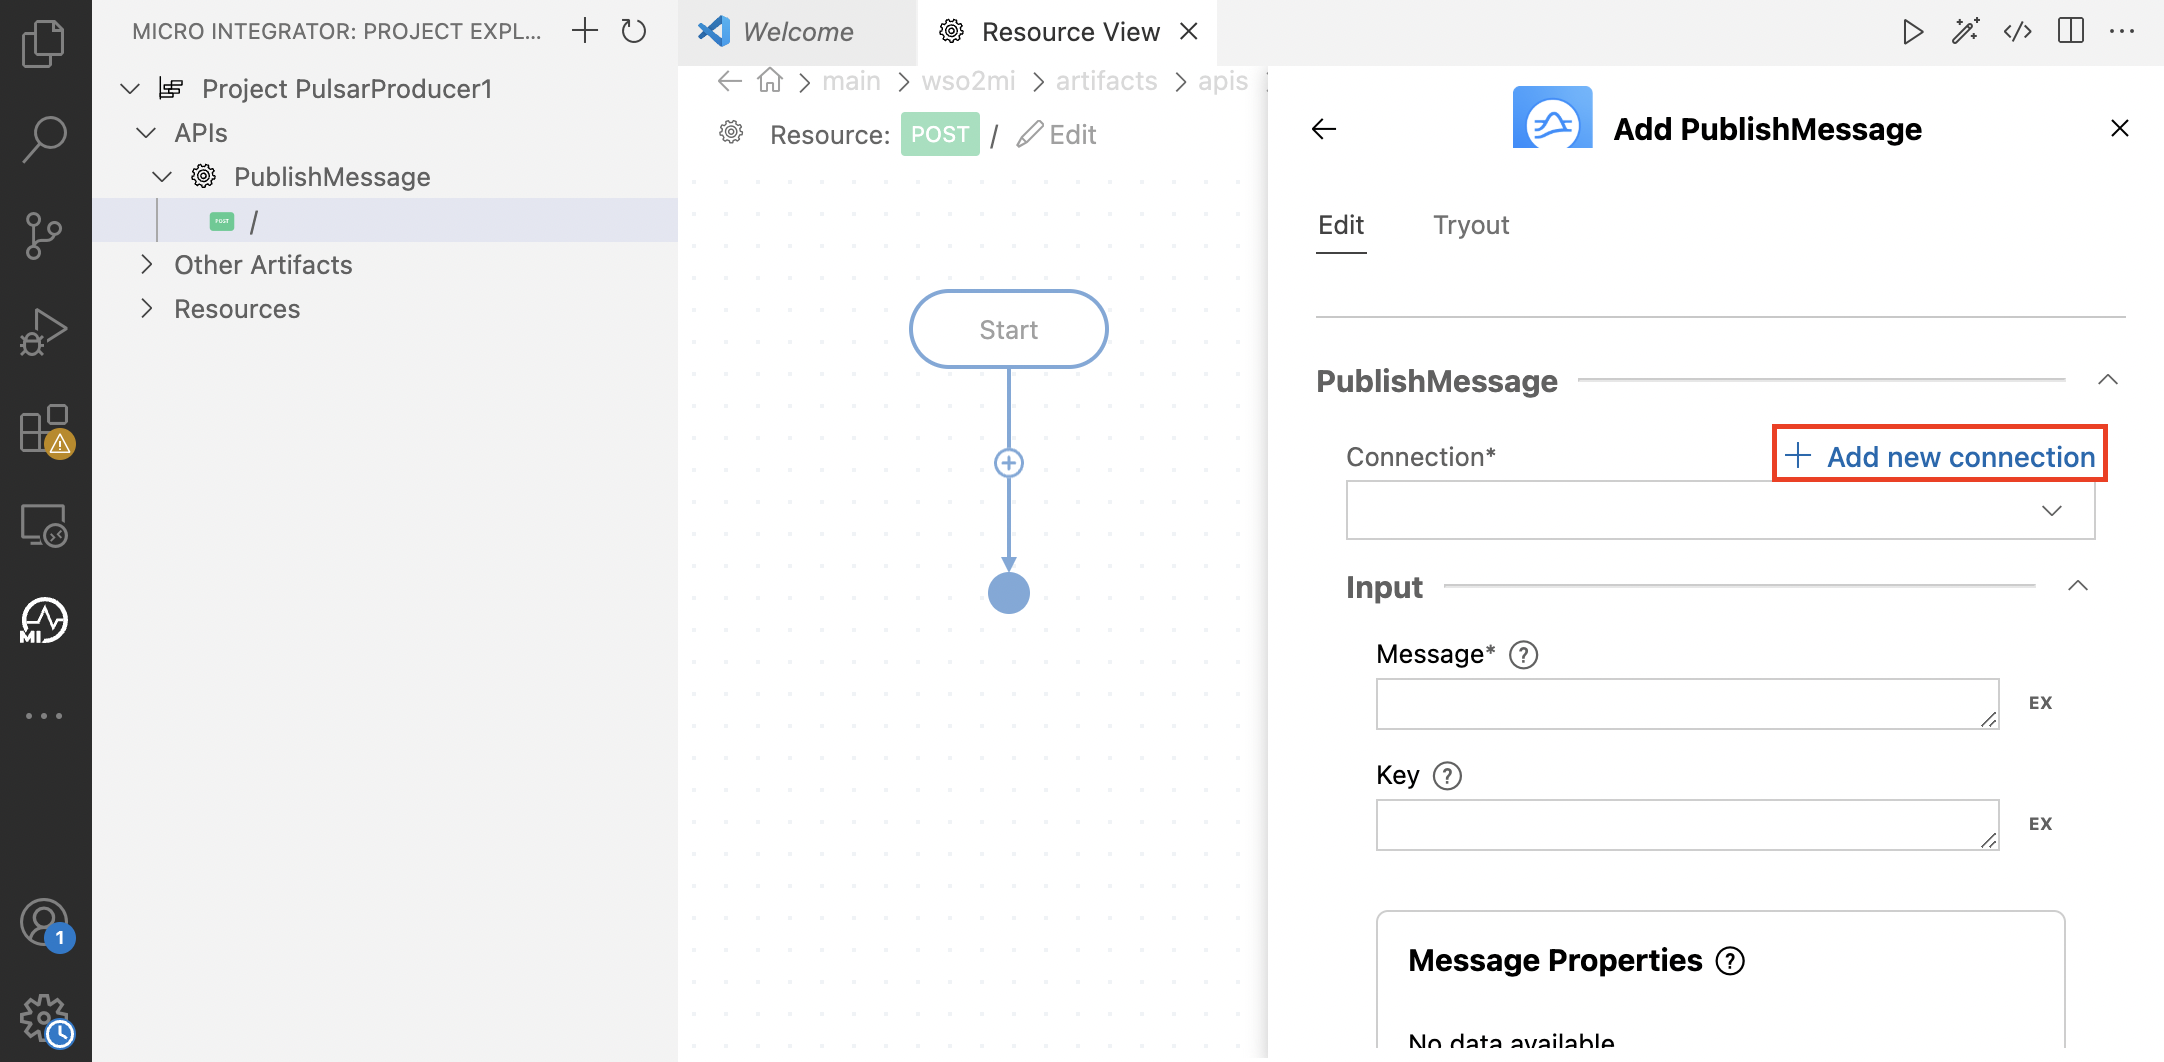 MICRO INTEGRATOR: PROJECT EXPL...
Project PulsarProducer1
APIs
PublishMessage
POST /
Other Artifacts
Resources
MI
1
Welcome
Resource View
main > wso2mi > artifacts > apis
Resource: POST / Edit
Start
Add PublishMessage
Edit Tryout
PublishMessage
Connection*
+ Add new connection
Input
Message* ?
EX
Key ?
EX
Message Properties ?
No data available